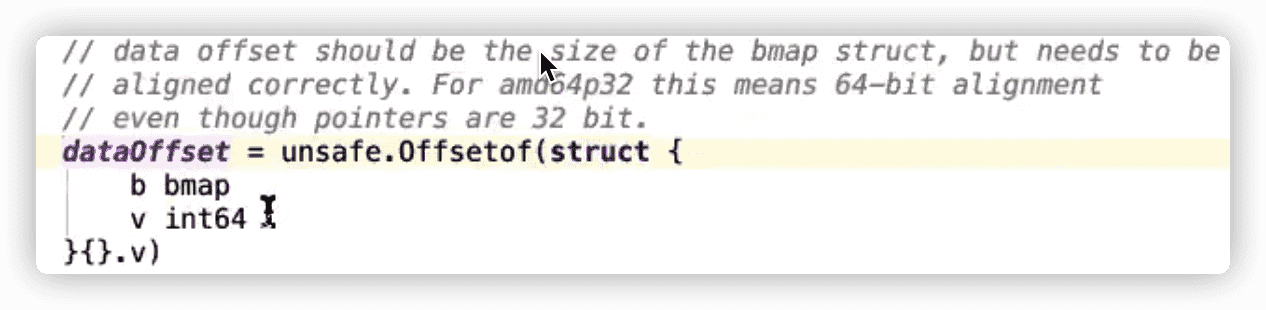 // data offset should be the size of the bmap struct, but needs to be
// aligned correctly. For amd64p32 this means 64-bit alignment
// even though pointers are 32 bit.
dataOffset = unsafe.Offsetof(struct {
    b bmap
    v int64
}{}.v)